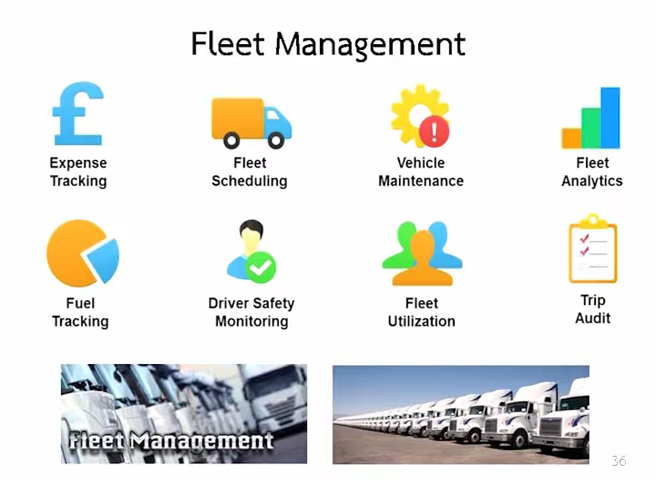 Fleet Management
Expense
Tracking
Fleet
Scheduling
Vehicle
Maintenance
Fleet
Analytics
Fuel
Tracking
Driver Safety
Monitoring
Fleet
Utilization
Trip
Audit
Fleet Management
36